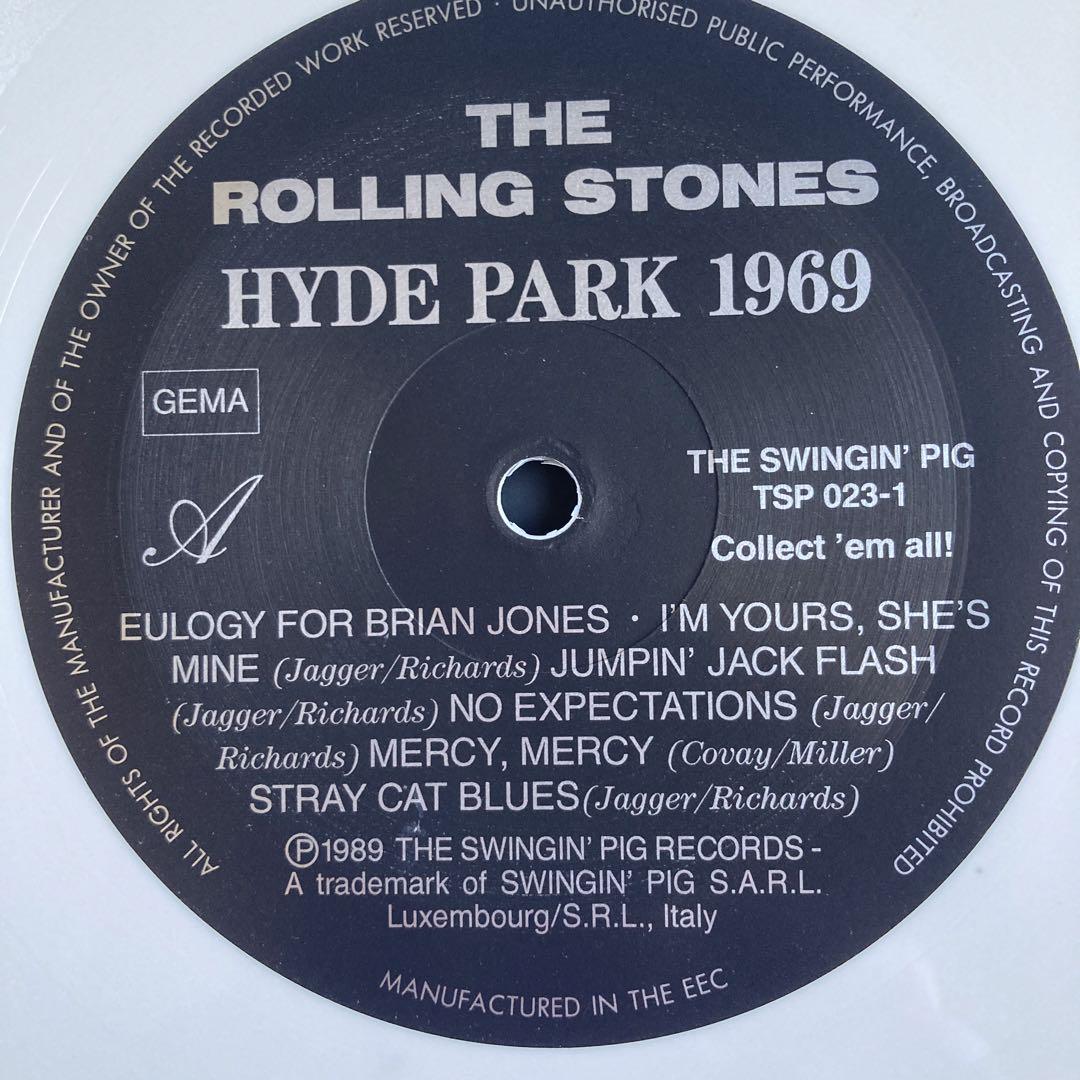 ALL RIGHTS OF THE MANUFACTURER AND OF THE OWNER OF THE RECORDED WORK RESERVED · UNAUTHORISED PUBLIC PERFORMANCE, BROADCASTING AND COPYING OF THIS RECORD PROHIBITED
THE
ROLLING STONES
HYDE PARK 1969
GEMA
THE SWINGIN' PIG
TSP 023-1
A
Collect 'em all!
EULOGY FOR BRIAN JONES · I'M YOURS, SHE'S
MINE (Jagger/Richards) JUMPIN' JACK FLASH
(Jagger/Richards) NO EXPECTATIONS (Jagger/
Richards) MERCY, MERCY (Covay/Miller)
STRAY CAT BLUES(Jagger/Richards)
Ⓟ1989 THE SWINGIN' PIG RECORDS -
A trademark of SWINGIN' PIG S.A.R.L.
Luxembourg/S.R.L., Italy
MANUFACTURED IN THE EEC